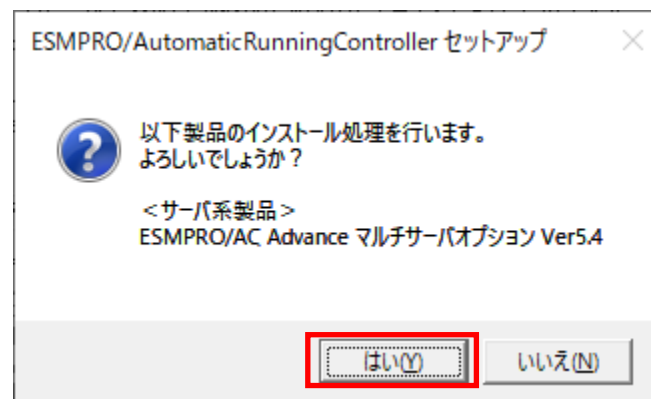 ESMPRO/AutomaticRunningController セットアップ
以下製品のインストール処理を行います。
よろしいでしょうか？
＜サーバ系製品＞
ESMPRO/AC Advance マルチサーバオプション Ver5.4
はい(Y)
いいえ(N)